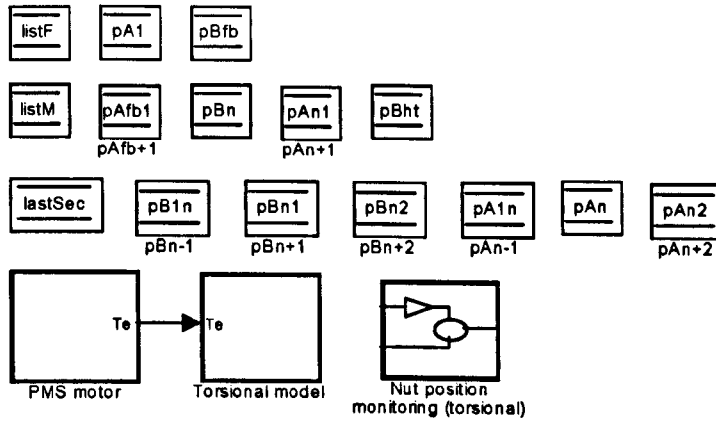 listF pA1 pBfb
listM pAfb1 pBn pAn1 pBht
pAfb+1 pAn+1
lastSec pB1n pBn1 pBn2 pA1n pAn pAn2
pBn-1 pBn+1 pBn+2 pAn-1 pAn+2
Te Te
PMS motor Torsional model Nut position
monitoring (torsional)